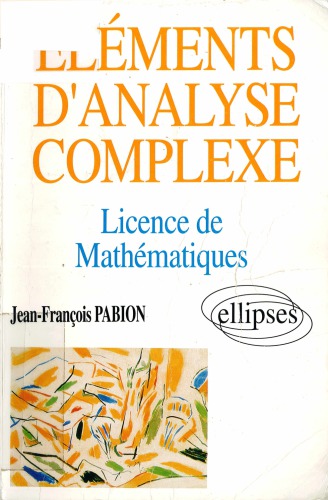 ÉLÉMENTS
D'ANALYSE
COMPLEXE
Licence de
Mathématiques
Jean-François PABION
ellipses